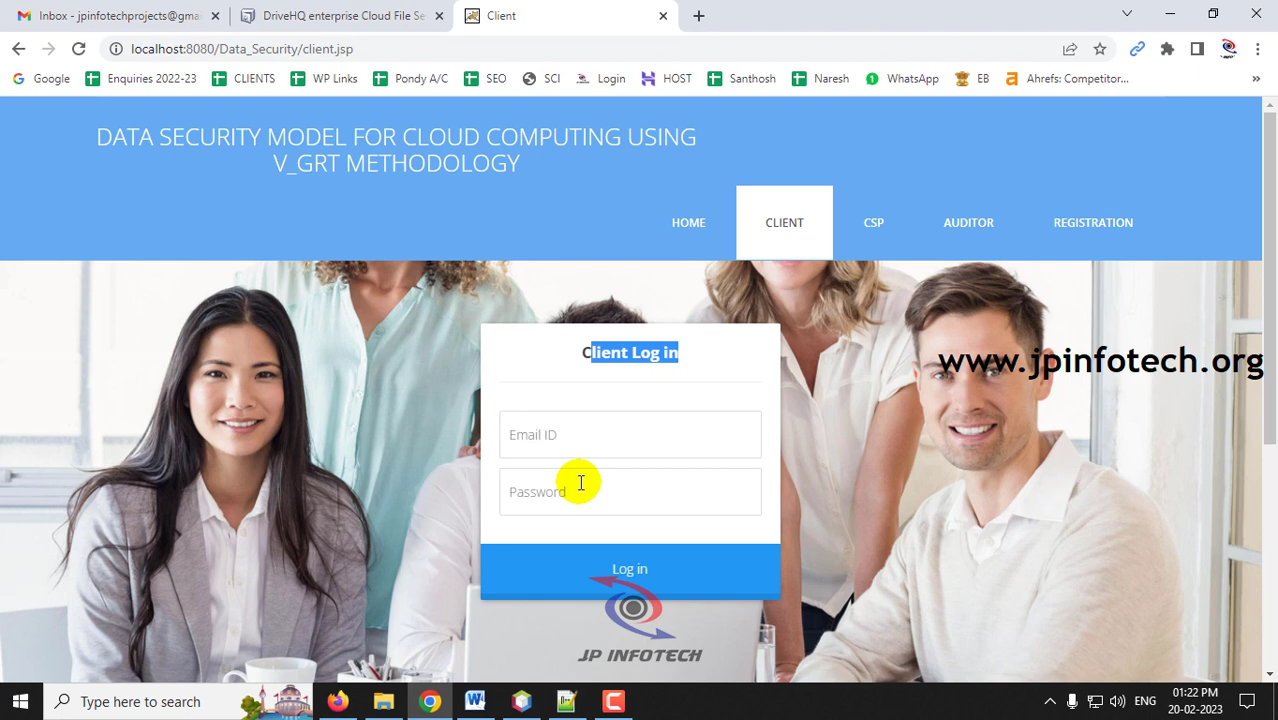 Inbox - jpinfotechprojects@gma
DriveHQ enterprise Cloud File Se
Client
localhost:8080/Data_Security/client.jsp
Google
Enquiries 2022-23
CLIENTS
WP Links
Pondy A/C
SEO
SCI
Login
HOST
Santhosh
Naresh
WhatsApp
EB
Ahrefs: Competitor...
DATA SECURITY MODEL FOR CLOUD COMPUTING USING
V_GRT METHODOLOGY
HOME
CLIENT
CSP
AUDITOR
REGISTRATION
Client Log in
www.jpinfotech.org
Email ID
Password
Log in
JP INFOTECH
Type here to search
ENG
01:22 PM
20-02-2023